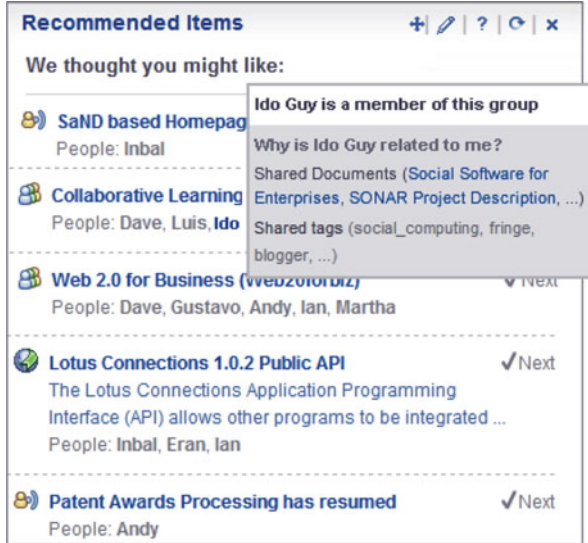 Recommended Items
?
We thought you might like:
SaND based Homepag
People: Inbal
Ido Guy is a member of this group
Why is Ido Guy related to me?
Shared Documents (Social Software for
Enterprises, SONAR Project Description, ...)
Shared tags (social_computing, fringe,
blogger, ...)
Collaborative Learning
People: Dave, Luis, Ido
Web 2.0 for Business (Web20forbiz)
Next
People: Dave, Gustavo, Andy, Ian, Martha
Lotus Connections 1.0.2 Public API
Next
The Lotus Connections Application Programming
Interface (API) allows other programs to be integrated ...
People: Inbal, Eran, Ian
Patent Awards Processing has resumed
Next
People: Andy